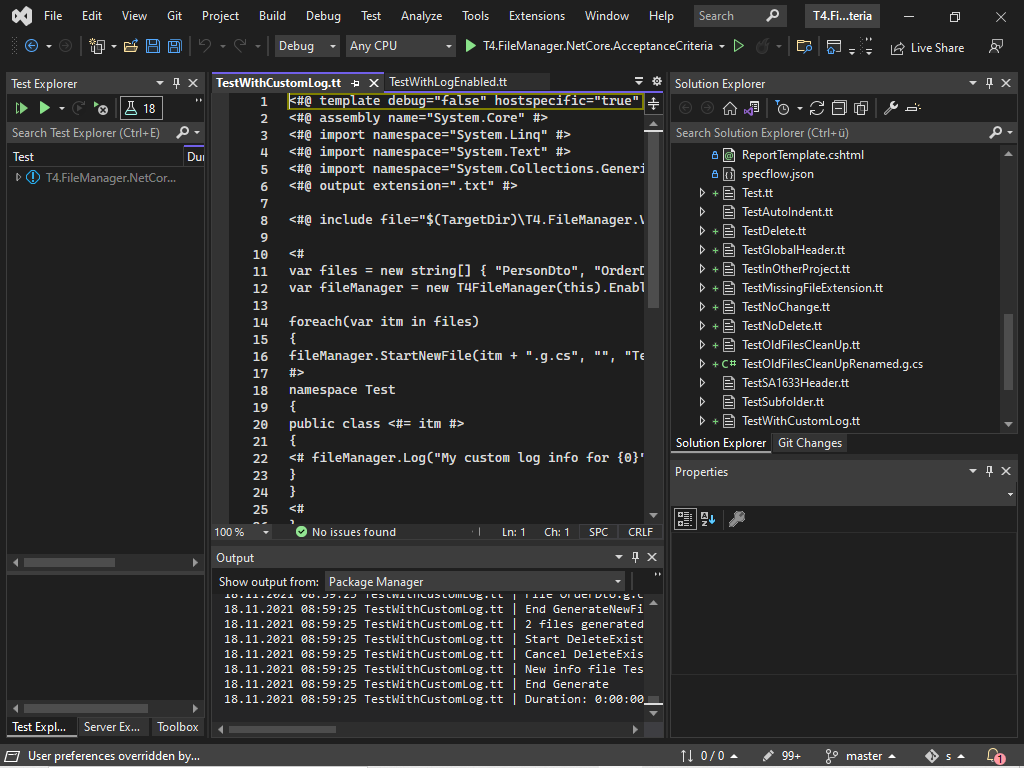 File Edit View Git Project Build Debug Test Analyze Tools Extensions Window Help Search T4.Fi...teria
Debug Any CPU T4.FileManager.NetCore.AcceptanceCriteria Live Share
Test Explorer
18
Search Test Explorer (Ctrl+E)
Test Dur
T4.FileManager.NetCor...
Test Expl... Server Ex... Toolbox
TestWithCustomLog.tt TestWithLogEnabled.tt
1 <#@ template debug="false" hostspecific="true"
2 <#@ assembly name="System.Core" #>
3 <#@ import namespace="System.Linq" #>
4 <#@ import namespace="System.Text" #>
5 <#@ import namespace="System.Collections.Generi
6 <#@ output extension=".txt" #>
7
8 <#@ include file="$(TargetDir)\T4.FileManager.V
9
10 <#
11 var files = new string[] { "PersonDto", "OrderD
12 var fileManager = new T4FileManager(this).Enabl
13
14 foreach(var itm in files)
15 {
16 fileManager.StartNewFile(itm + ".g.cs", "", "Te
17 #>
18 namespace Test
19 {
20 public class <#= itm #>
21 {
22 <# fileManager.Log("My custom log info for {0}"
23 }
24 }
25 <#
100 % No issues found Ln: 1 Ch: 1 SPC CRLF
Output
Show output from: Package Manager
18.11.2021 08:59:25 TestWithCustomLog.tt | File OrderDto.g.c
18.11.2021 08:59:25 TestWithCustomLog.tt | End GenerateNewFi
18.11.2021 08:59:25 TestWithCustomLog.tt | 2 files generated
18.11.2021 08:59:25 TestWithCustomLog.tt | Start DeleteExist
18.11.2021 08:59:25 TestWithCustomLog.tt | Cancel DeleteExis
18.11.2021 08:59:25 TestWithCustomLog.tt | New info file Tes
18.11.2021 08:59:25 TestWithCustomLog.tt | End Generate
18.11.2021 08:59:25 TestWithCustomLog.tt | Duration: 0:00:00
Solution Explorer
Search Solution Explorer (Ctrl+ü)
ReportTemplate.cshtml
specflow.json
Test.tt
TestAutoIndent.tt
TestDelete.tt
TestGlobalHeader.tt
TestInOtherProject.tt
TestMissingFileExtension.tt
TestNoChange.tt
TestNoDelete.tt
TestOldFilesCleanUp.tt
C# TestOldFilesCleanUpRenamed.g.cs
TestSA1633Header.tt
TestSubfolder.tt
TestWithCustomLog.tt
Solution Explorer Git Changes
Properties
User preferences overridden by... 0 / 0 99+ master s 1